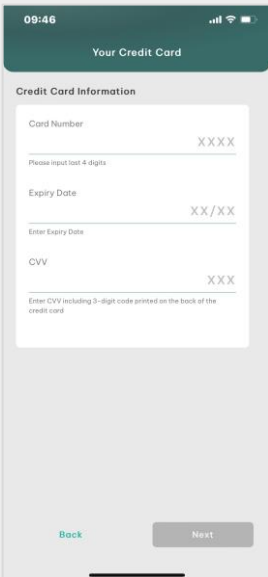 09:46
Your Credit Card
Credit Card Information
Card Number
XXXX
Please input last 4 digits
Expiry Date
XX/XX
Enter Expiry Date
CVV
XXX
Enter CVV including 3-digit code printed on the back of the
credit card
Back
Next